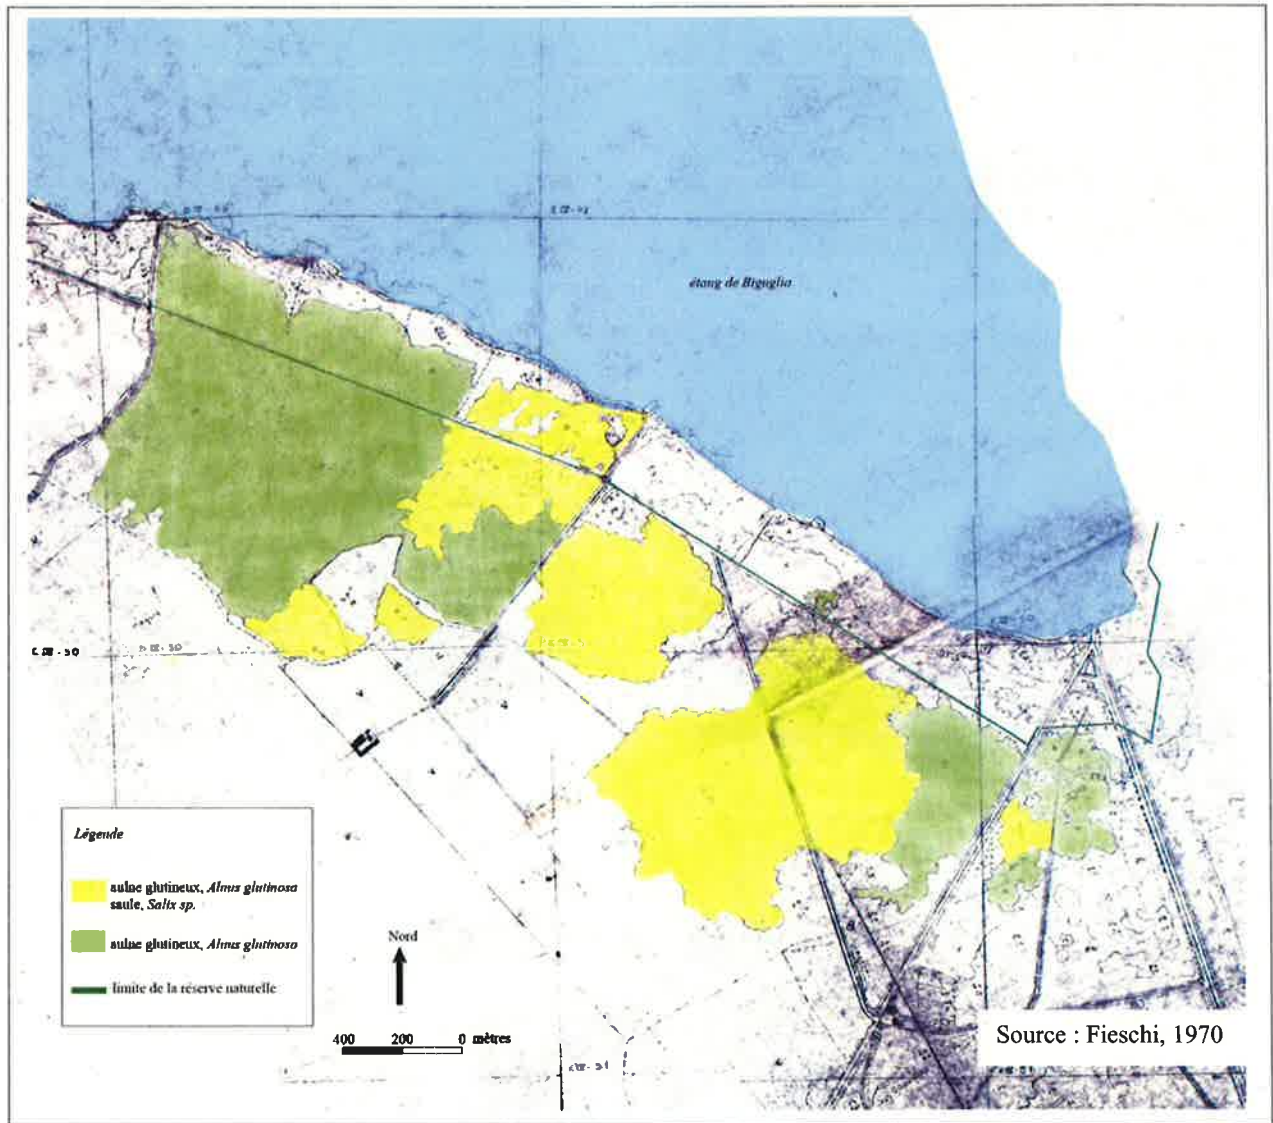 étang de Biguglia
Légende
aulne glutineux, Alnus glutinosa
saule, Salix sp.
aulne glutineux, Alnus glutinosa
limite de la réserve naturelle
Nord
400 200 0 mètres
Source : Fieschi, 1970